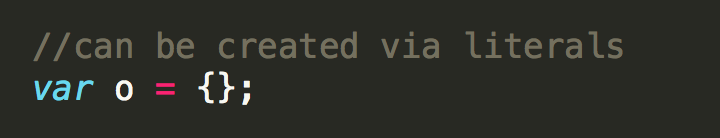 //can be created via literals
var o = {};